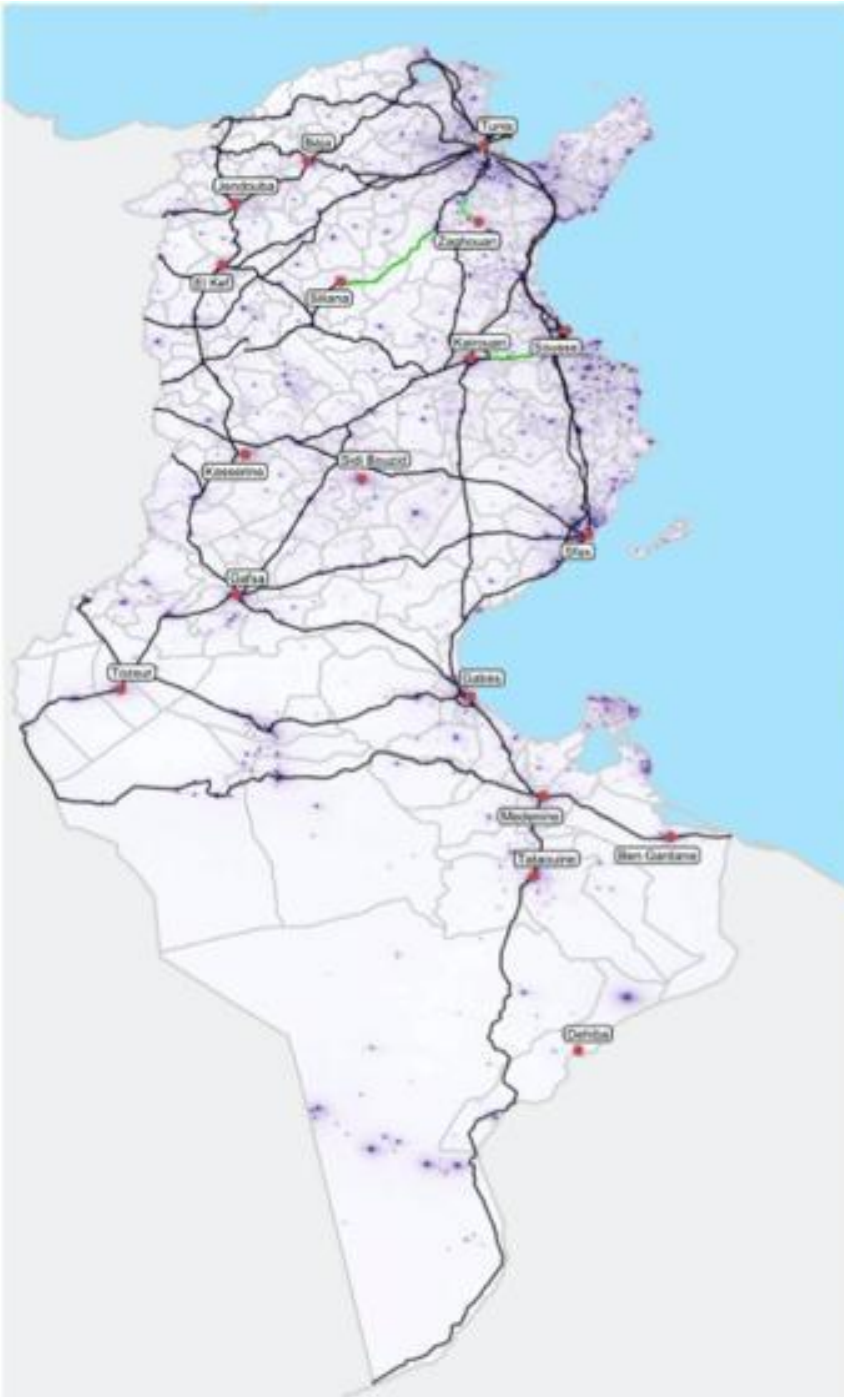 Tunis
Béja
Jendouba
Zaghouan
El Kef
Siliana
Kairouan
Sousse
Kasserine
Sidi Bouzid
Sfax
Gafsa
Tozeur
Gabes
Medenine
Ben Gardane
Tataouine
Dehiba